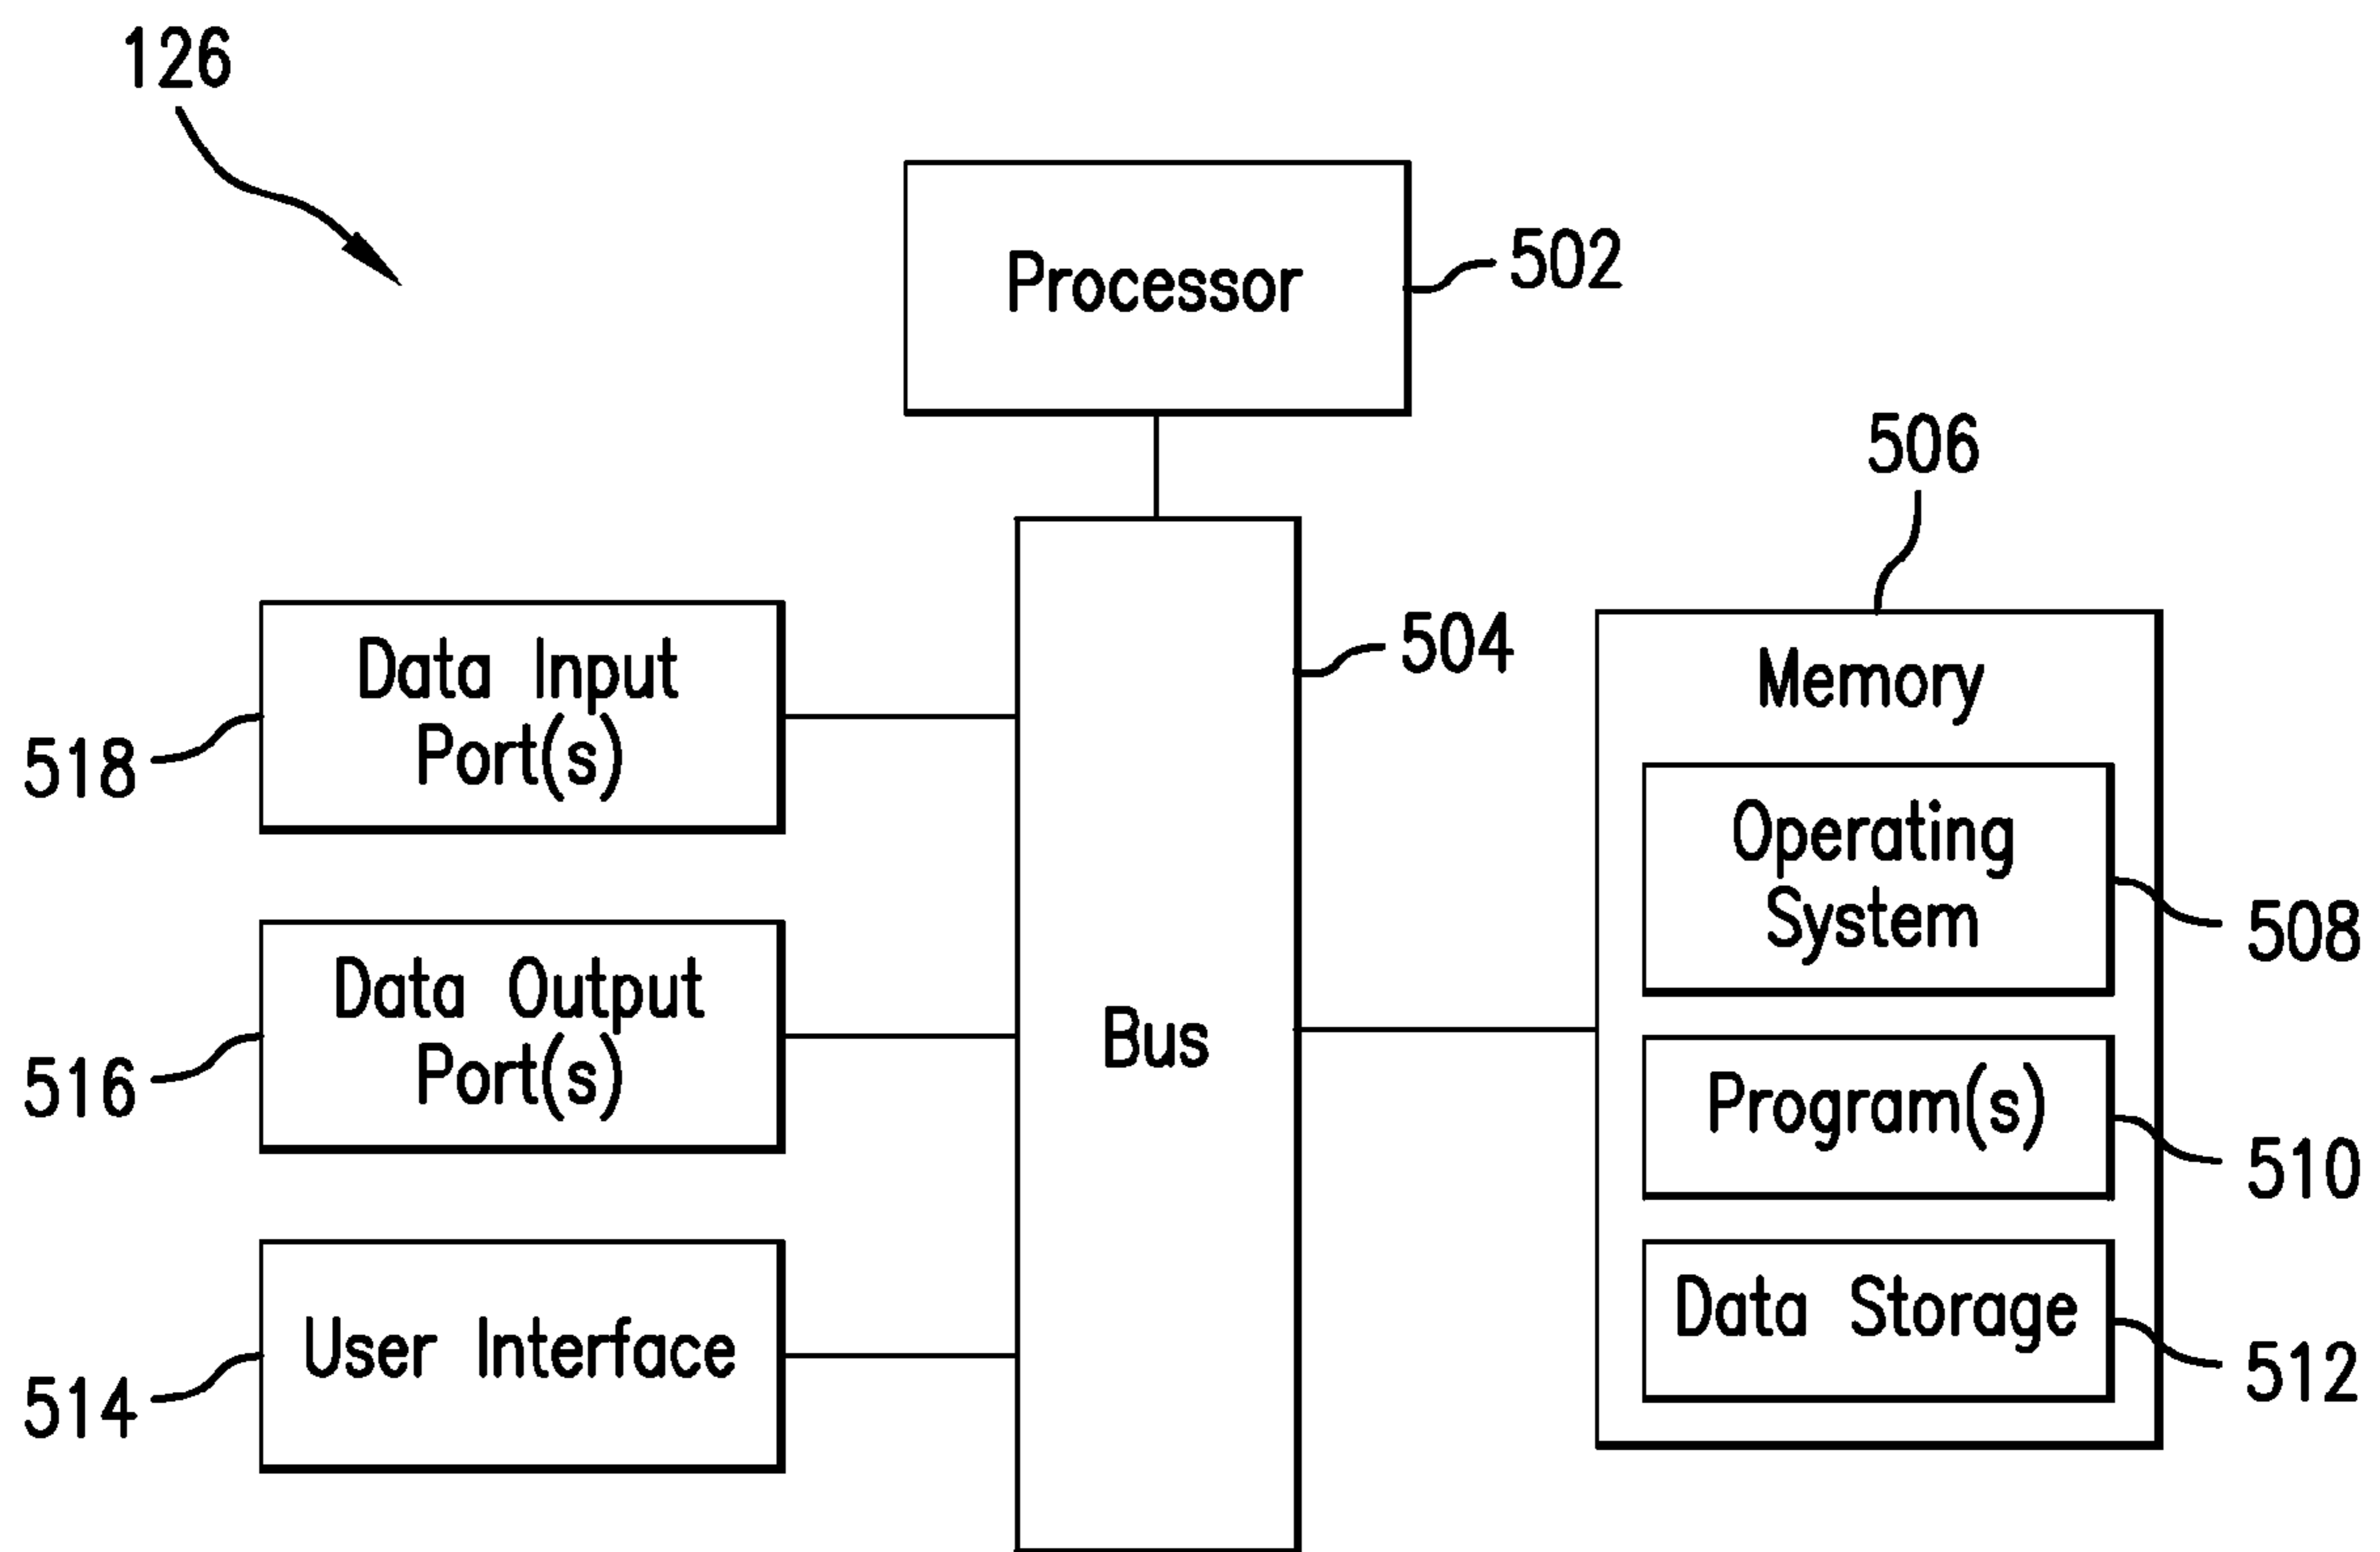 126
Processor
502
506
504
Data Input
Port(s)
518
Memory
Operating
System
508
Data Output
Port(s)
516
Bus
Program(s)
510
User Interface
514
Data Storage
512